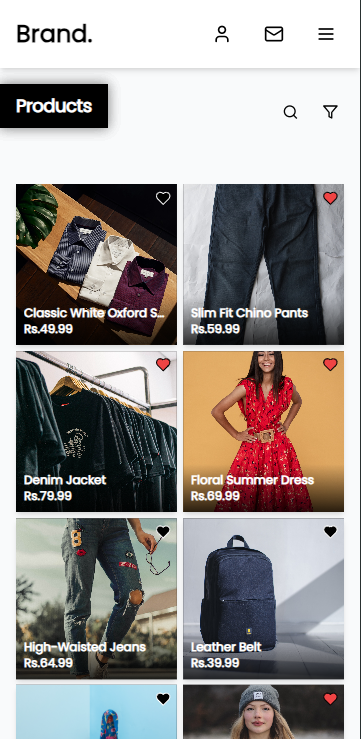 Brand.
Products
Classic White Oxford S...
Rs.49.99
Slim Fit Chino Pants
Rs.59.99
Denim Jacket
Rs.79.99
Floral Summer Dress
Rs.69.99
High-Waisted Jeans
Rs.64.99
Leather Belt
Rs.39.99